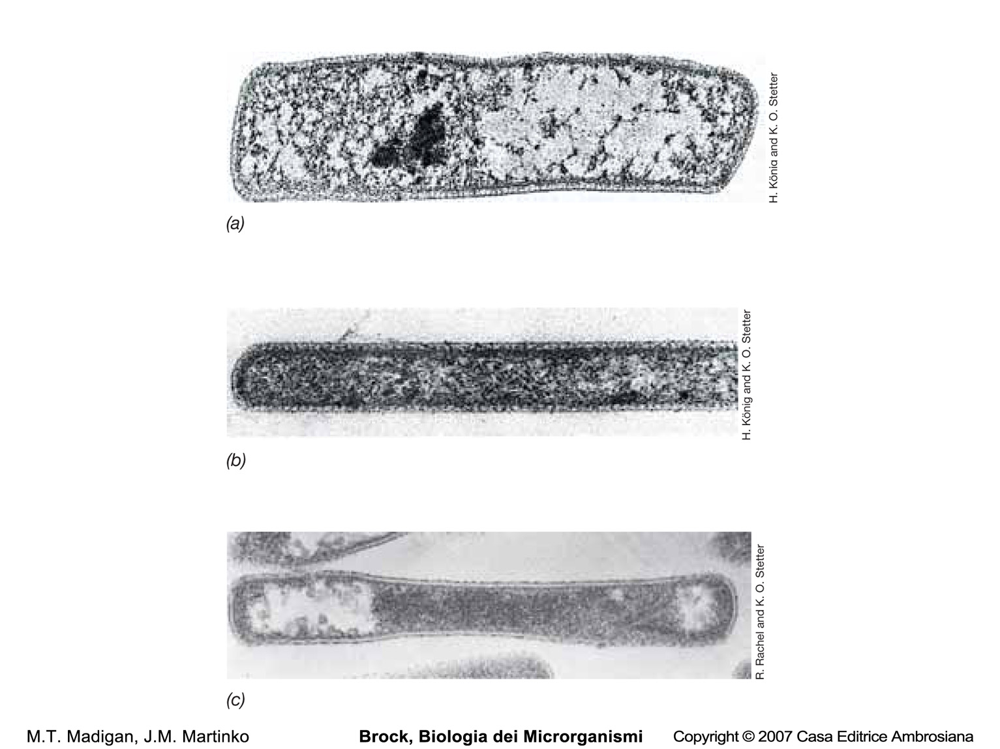 H. König and K. O. Stetter
(a)
H. König and K. O. Stetter
(b)
R. Rachel and K. O. Stetter
(c)
M.T. Madigan, J.M. Martinko
Brock, Biologia dei Microrganismi
Copyright © 2007 Casa Editrice Ambrosiana